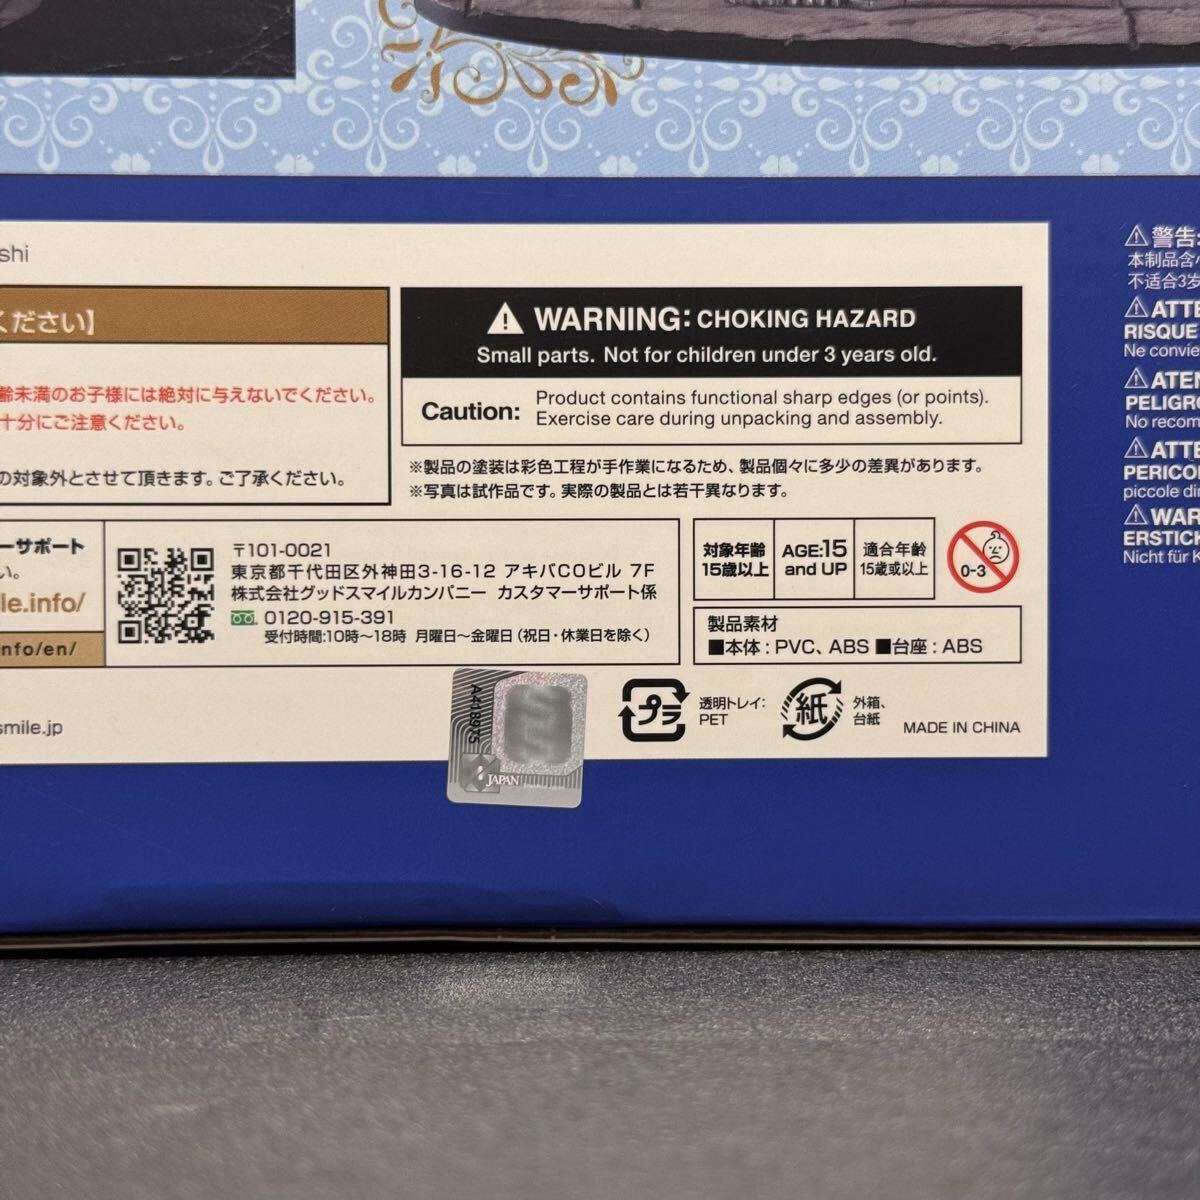 shi
ください】
齢未満のお子様には絶対に与えないでください。
十分にご注意ください。
の対象外とさせて頂きます。ご了承ください。
WARNING: CHOKING HAZARD
Small parts. Not for children under 3 years old.
Caution:
Product contains functional sharp edges (or points).
Exercise care during unpacking and assembly.
※製品の塗装は彩色工程が手作業になるため、製品個々に多少の差異があります。
※写真は試作品です。実際の製品とは若干異なります。
ーサポート
い。
le.info/
nfo/en/
smile.jp
〒101-0021
東京都千代田区外神田3-16-12 アキバCOビル 7F
株式会社グッドスマイルカンパニー カスタマーサポート係
0120-915-391
受付時間:10時〜18時 月曜日〜金曜日(祝日・休業日を除く)
対象年齢
15歳以上
AGE:15
and UP
適合年齢
15歳或以上
0-3
製品素材
■本体:PVC、ABS ■台座:ABS
プラ
透明トレイ:
PET
紙
外箱、
台紙
MADE IN CHINA
A418975
JAPAN
警告:
本制品含小
不适合3岁
ATTE
RISQUE
Ne convie
ATEN
PELIGRO
No recom
ATTE
PERICOL
piccole di
WAR
ERSTICK
Nicht für K